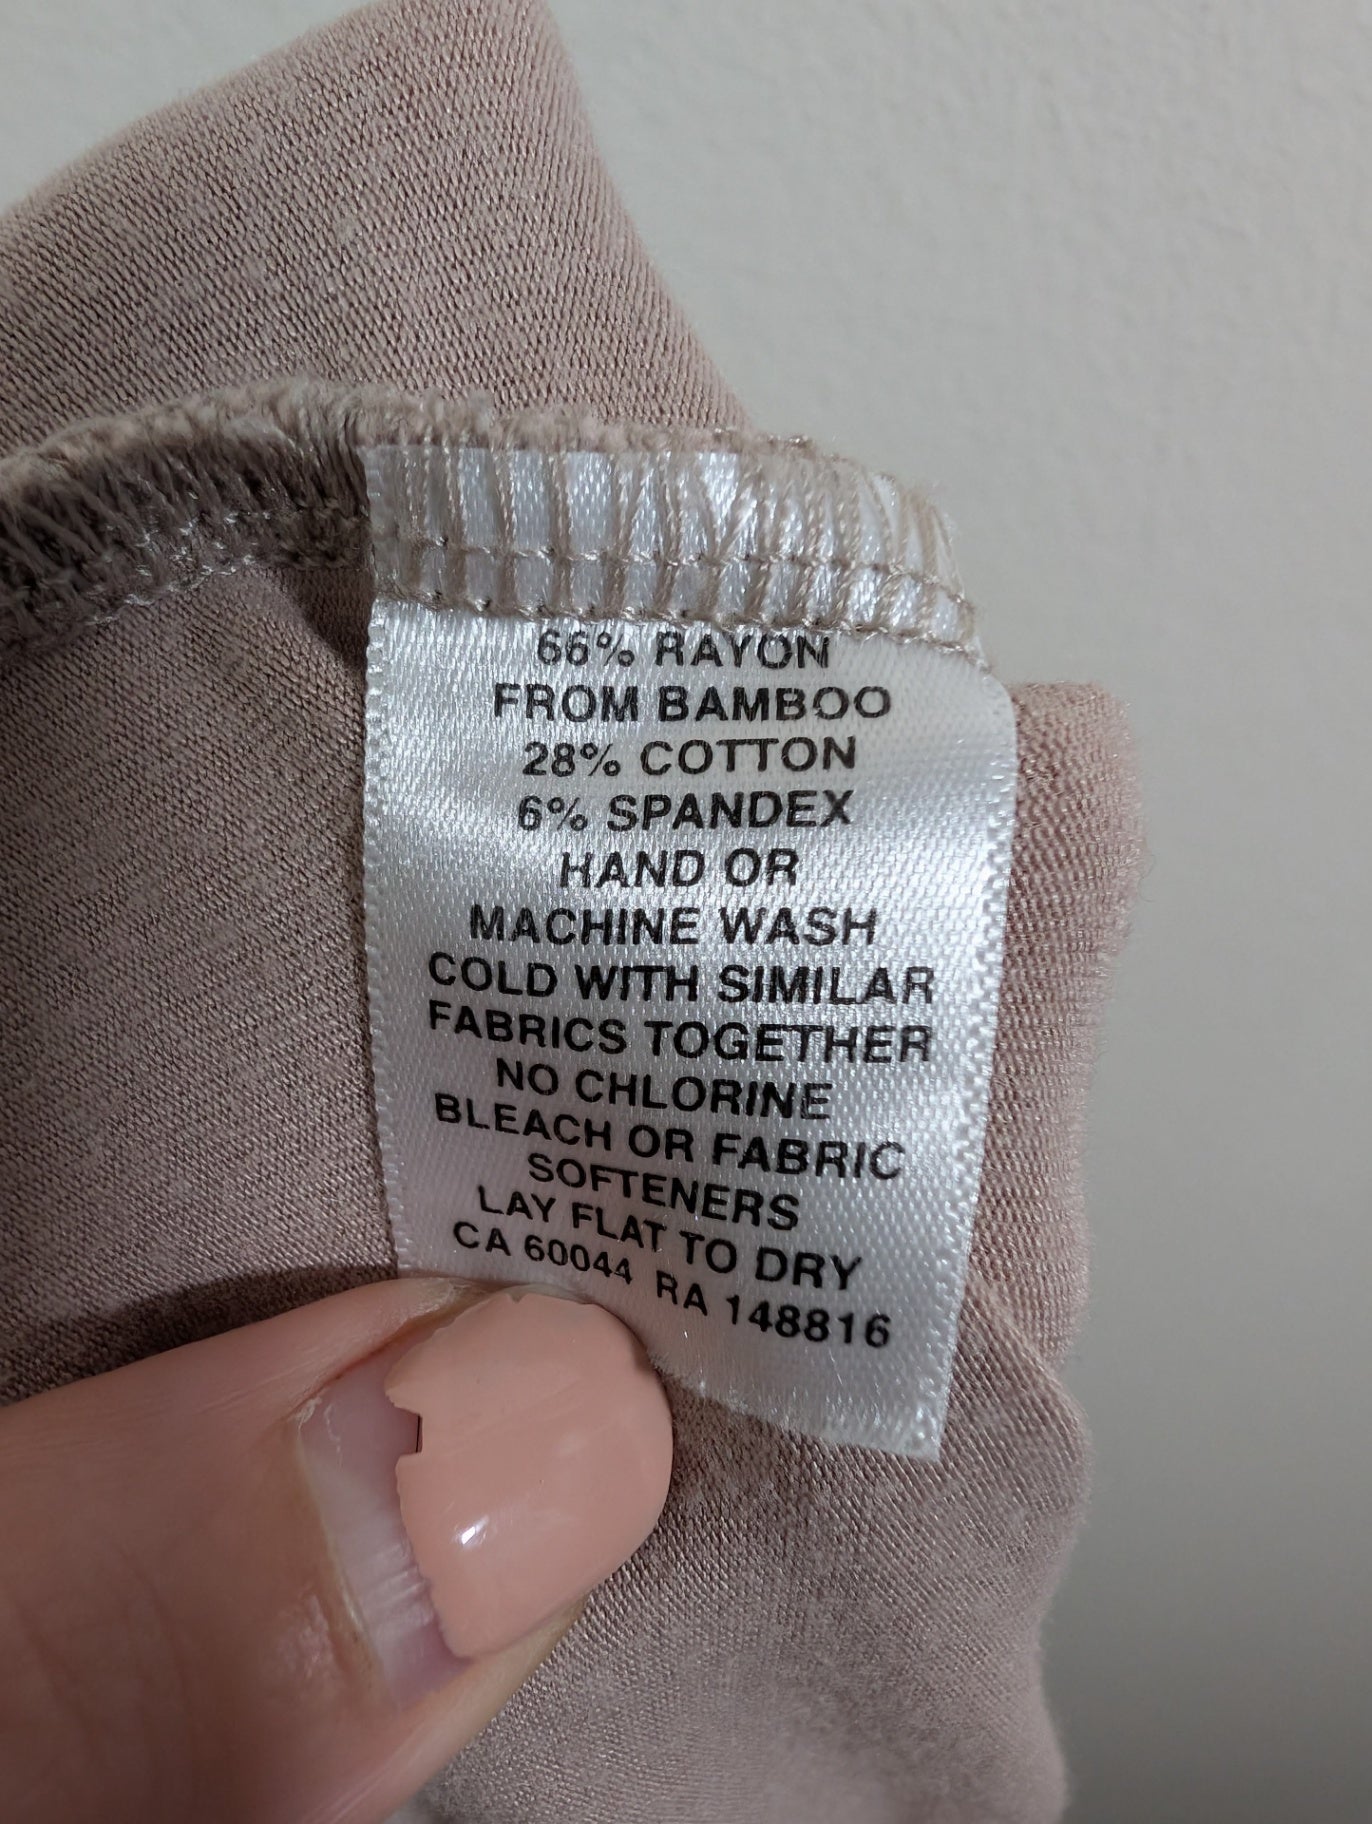 66% RAYON
FROM BAMBOO
28% COTTON
6% SPANDEX
HAND OR
MACHINE WASH
COLD WITH SIMILAR
FABRICS TOGETHER
NO CHLORINE
BLEACH OR FABRIC
SOFTENERS
LAY FLAT TO DRY
CA 60044 RA 148816